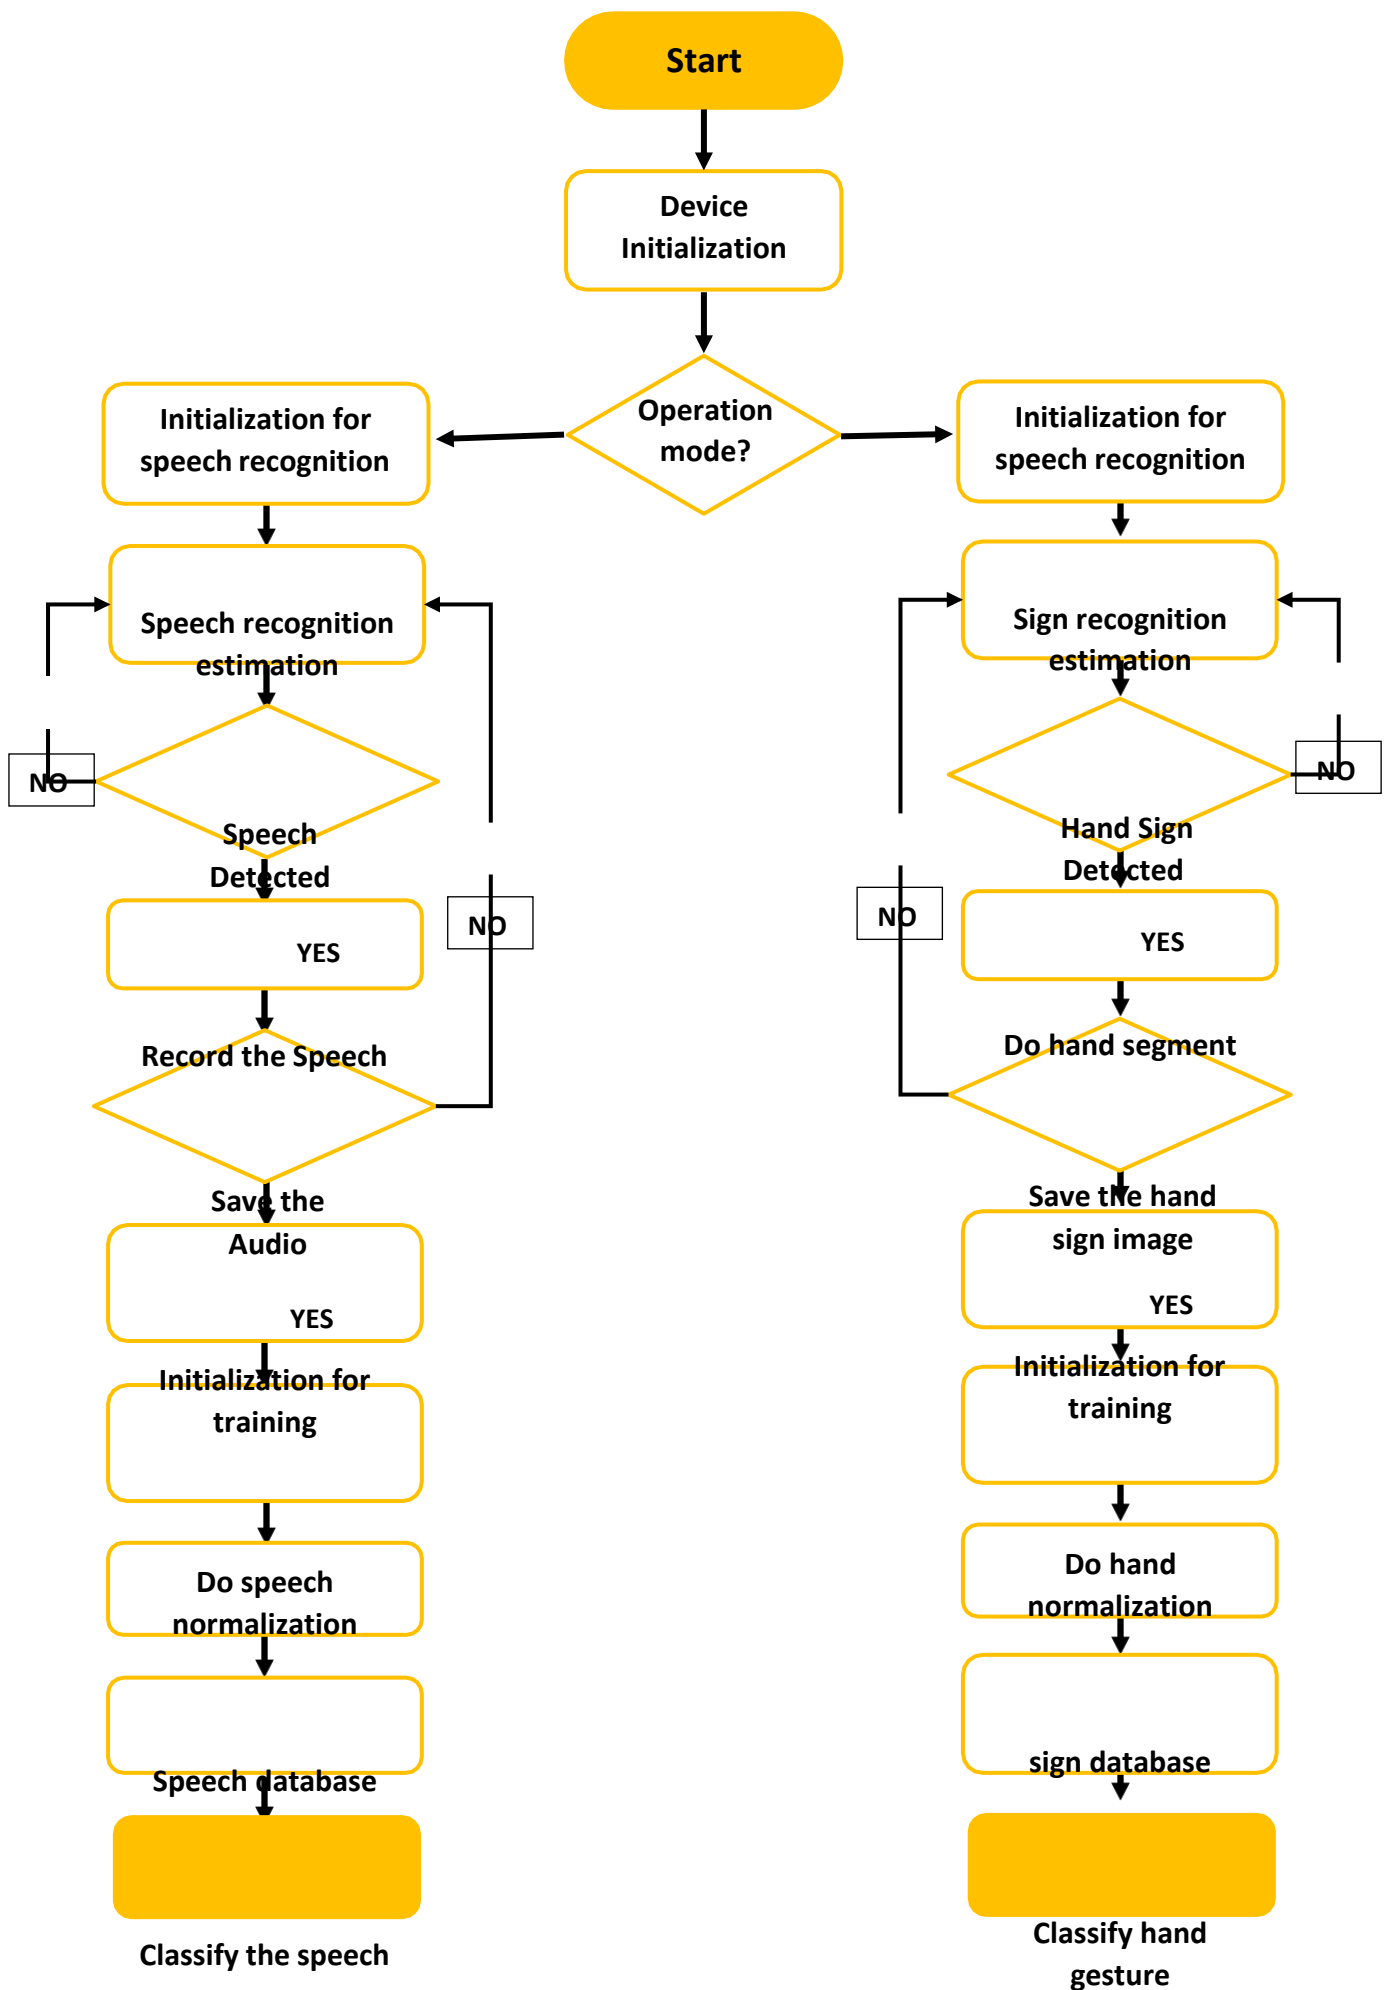 Start
Device
Initialization
Operation
mode?
Initialization for
speech recognition
Speech recognition
estimation
NO
Speech
Detected
NO
YES
Record the Speech
Save the
Audio
YES
Initialization for
training
Do speech
normalization
Speech database
Classify the speech
Initialization for
speech recognition
Sign recognition
estimation
NO
Hand Sign
Detected
NO
YES
Do hand segment
Save the hand
sign image
YES
Initialization for
training
Do hand
normalization
sign database
Classify hand
gesture